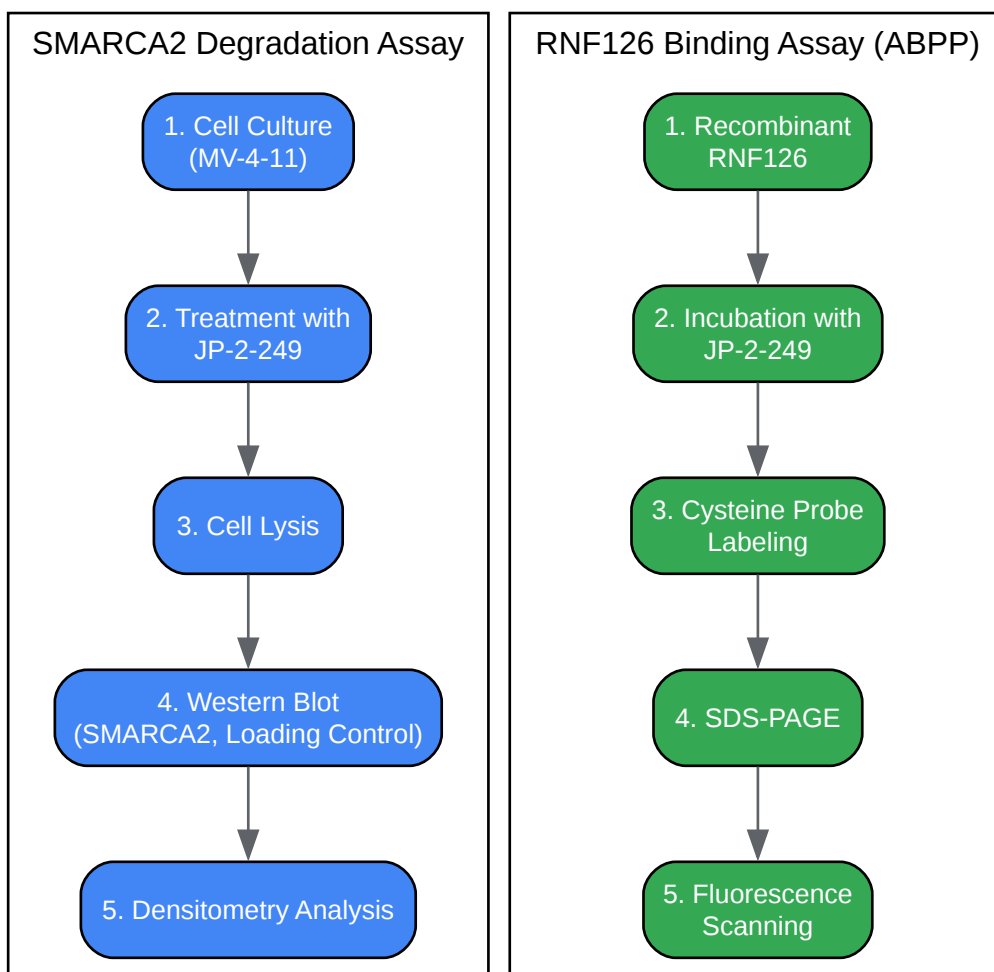 SMARCA2 Degradation Assay
1. Cell Culture
(MV-4-11)
2. Treatment with
JP-2-249
3. Cell Lysis
4. Western Blot
(SMARCA2, Loading Control)
5. Densitometry Analysis
RNF126 Binding Assay (ABPP)
1. Recombinant
RNF126
2. Incubation with
JP-2-249
3. Cysteine Probe
Labeling
4. SDS-PAGE
5. Fluorescence
Scanning